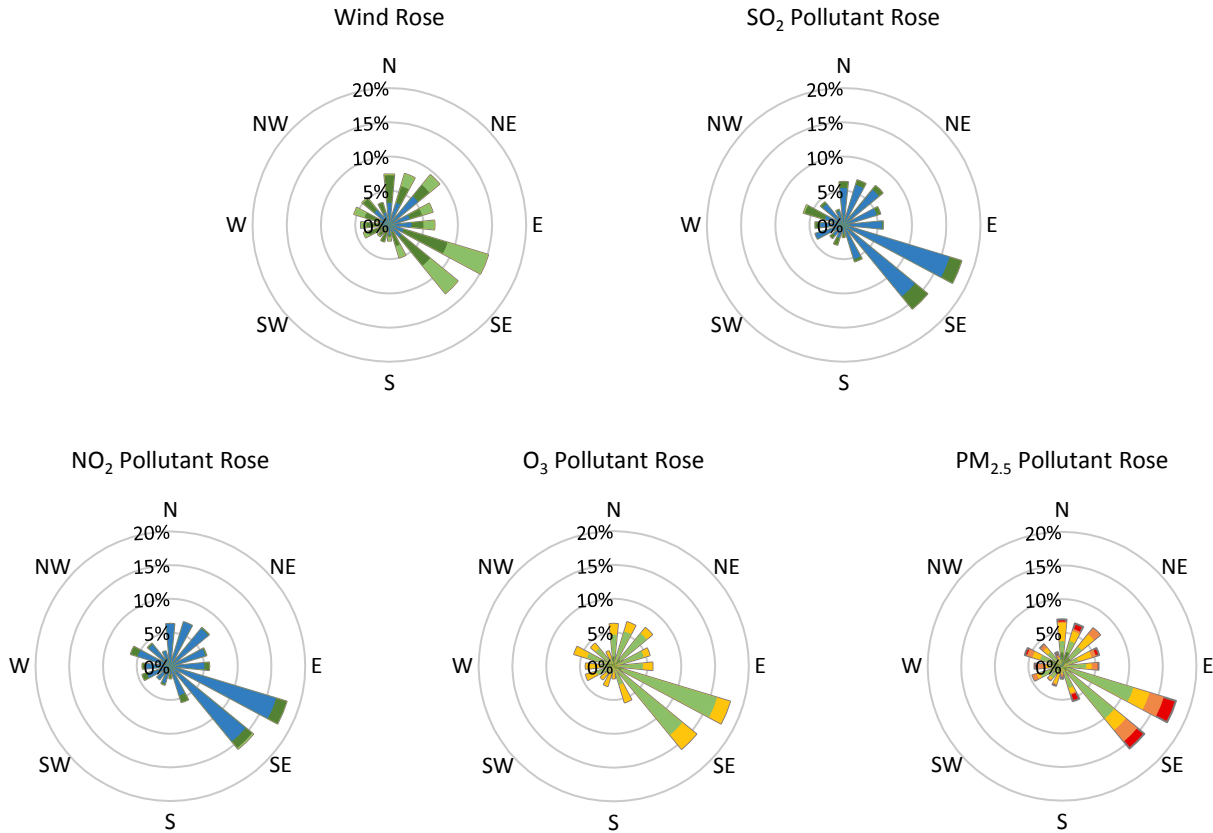 Wind Rose
N
20%
NW
15%
NE
10%
5%
W
0%
E
SW
SE
S
SO₂ Pollutant Rose
N
20%
NW
15%
NE
10%
5%
W
0%
E
SW
SE
S
NO₂ Pollutant Rose
N
20%
NW
15%
NE
10%
5%
W
0%
E
SW
SE
S
O₃ Pollutant Rose
N
20%
NW
15%
NE
10%
5%
W
0%
E
SW
SE
S
PM₂.₅ Pollutant Rose
N
20%
NW
15%
NE
10%
5%
W
0%
E
SW
SE
S